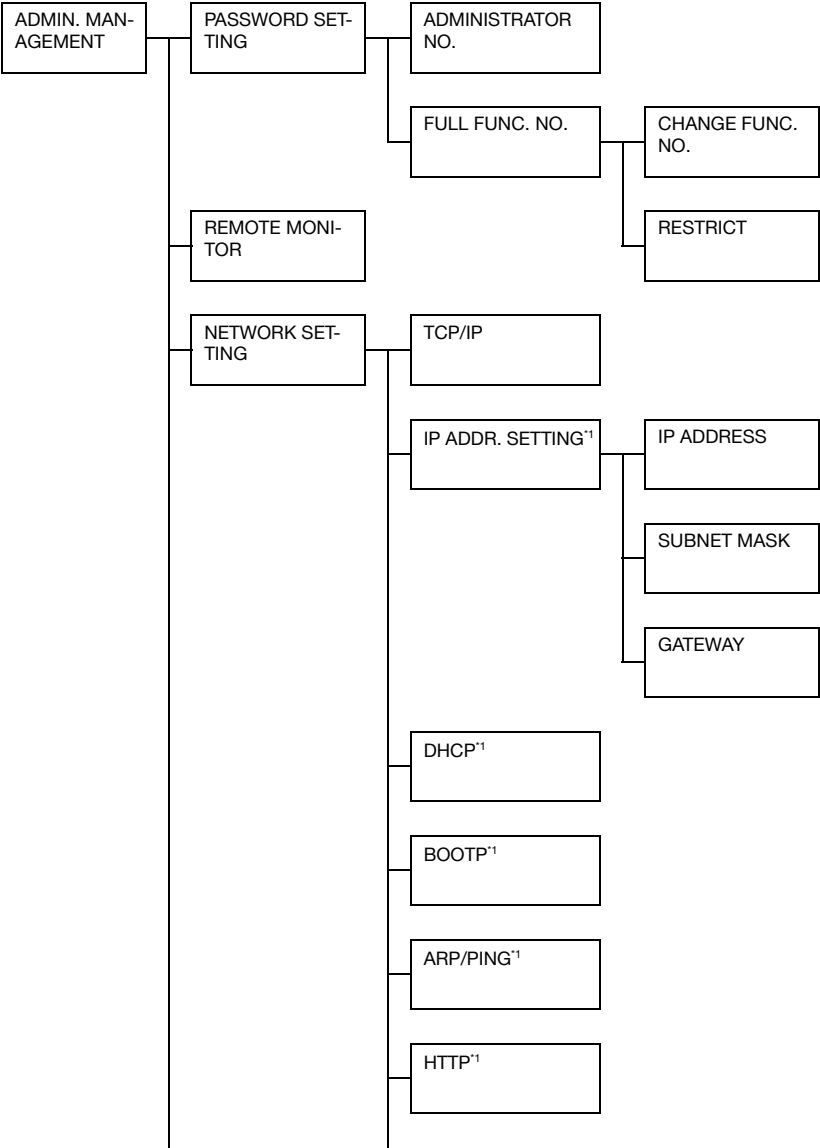 ADMIN. MAN-
AGEMENT
PASSWORD SET-
TING
ADMINISTRATOR
NO.
FULL FUNC. NO.
CHANGE FUNC.
NO.
REMOTE MONI-
TOR
RESTRICT
NETWORK SET-
TING
TCP/IP
IP ADDR. SETTING*1
IP ADDRESS
SUBNET MASK
GATEWAY
DHCP*1
BOOTP*1
ARP/PING*1
HTTP*1